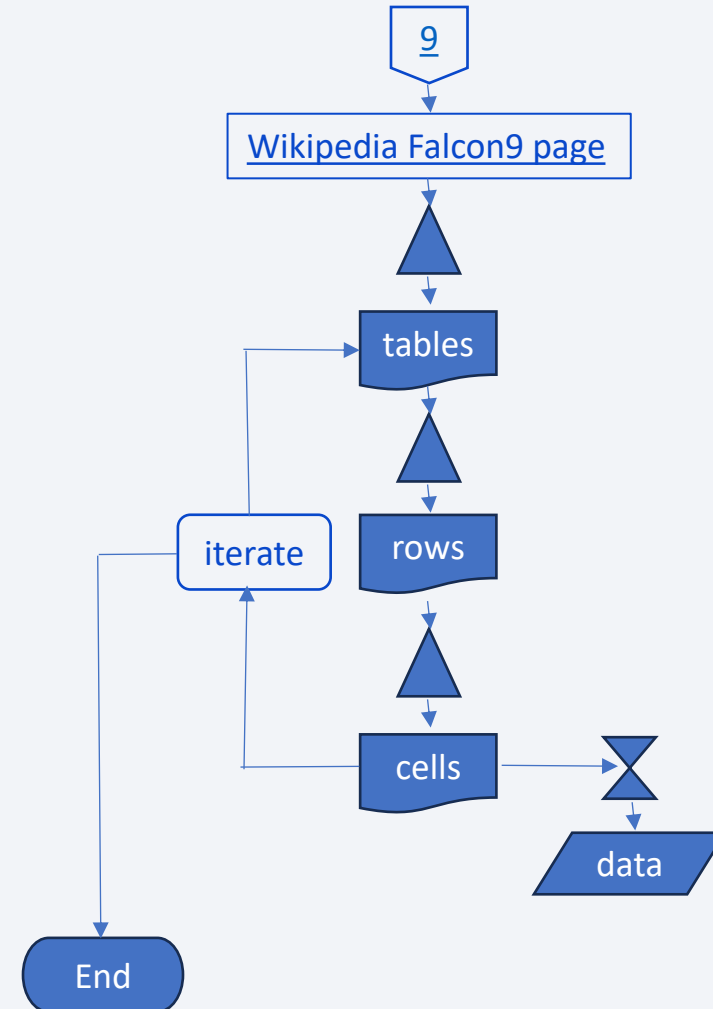 9
Wikipedia Falcon9 page
tables
iterate
rows
cells
data
End